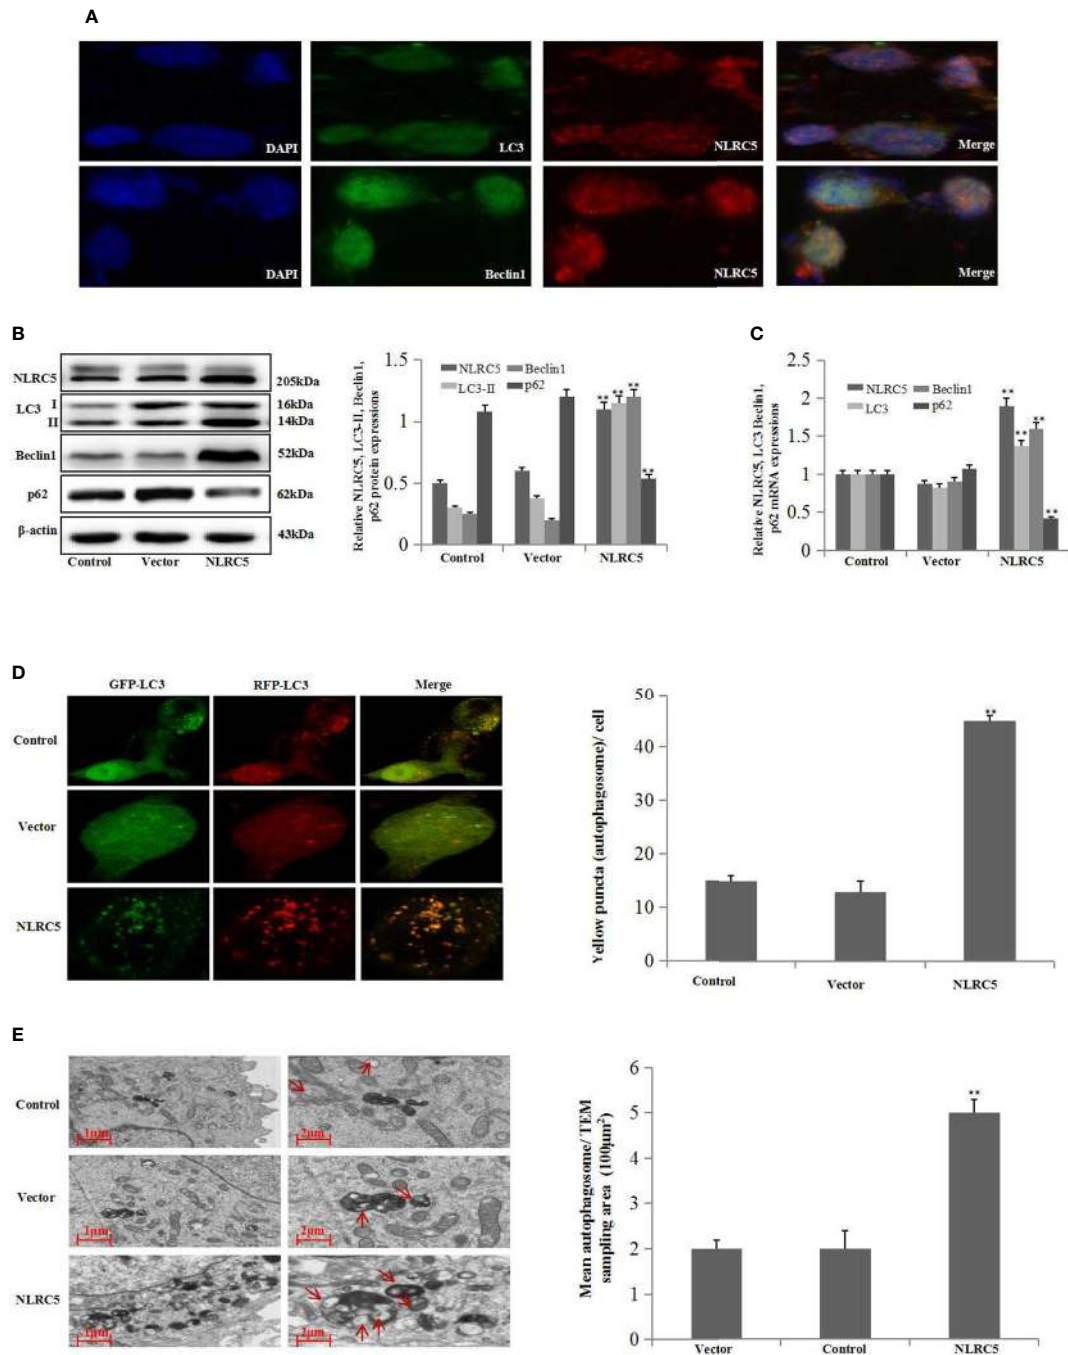 A
DAPI
LC3
NLRC5
Merge
DAPI
Beclin1
NLRC5
Merge
B
NLRC5
205kDa
LC3
I
16kDa
II
14kDa
Beclin1
52kDa
p62
62kDa
β-actin
43kDa
Control
Vector
NLRC5
Relative NLRC5, LC3-II, Beclin1,
p62 protein expressions
1.5
1
0.5
0
NLRC5
Beclin1
LC3-II
p62
**
**
**
**
Control
Vector
NLRC5
C
Relative NLRC5, LC3 Beclin1,
p62 mRNA expressions
2.5
2
1.5
1
0.5
0
NLRC5
Beclin1
LC3
p62
**
**
**
**
Control
Vector
NLRC5
D
GFP-LC3
RFP-LC3
Merge
Control
Vector
NLRC5
Yellow puncta (autophagosome)/ cell
50
40
30
20
10
0
**
Control
Vector
NLRC5
E
Control
1µm
2µm
Vector
1µm
2µm
NLRC5
1µm
2µm
Mean autophagosome/ TEM
sampling area (100µm²)
6
5
4
3
2
1
0
**
Vector
Control
NLRC5